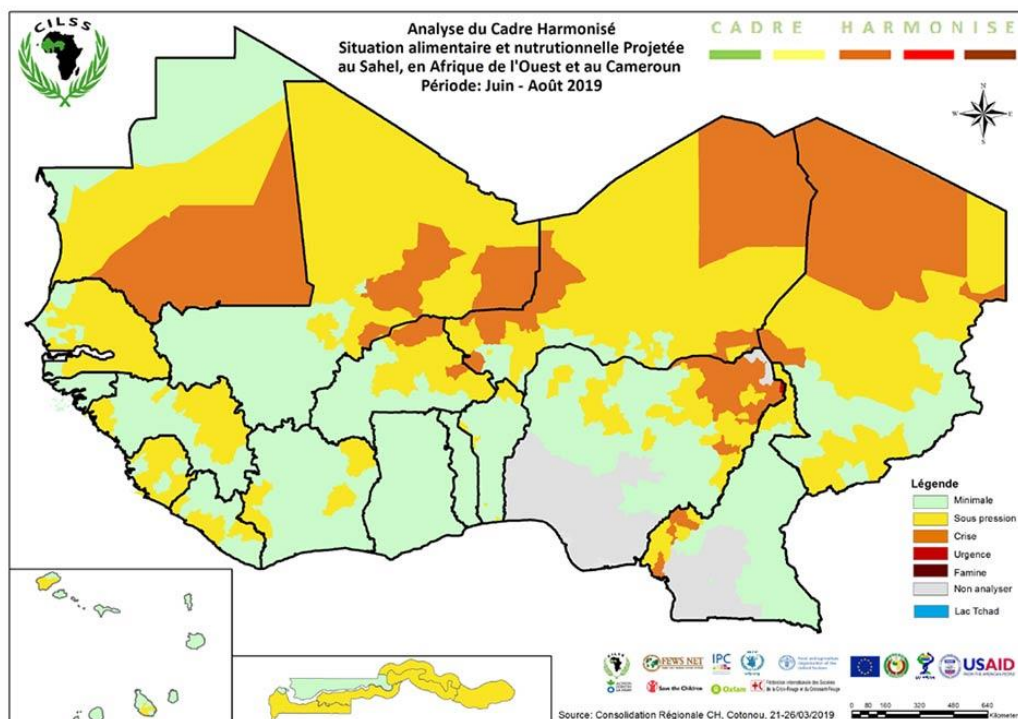 CILSS
Analyse du Cadre Harmonisé
Situation alimentaire et nutrutionnelle Projetée
au Sahel, en Afrique de l'Ouest et au Cameroun
Période: Juin - Août 2019
CADRE HARMONISE
N
W E
S
Légende
Minimale
Sous pression
Crise
Urgence
Famine
Non analyser
Lac Tchad
FEWS NET
IPC
Save the Children
Oxfam
USAID
Source: Consolidation Régionale CH, Cotonou, 21-26/03/2019
0 80 160 320 480 640
Kilometer